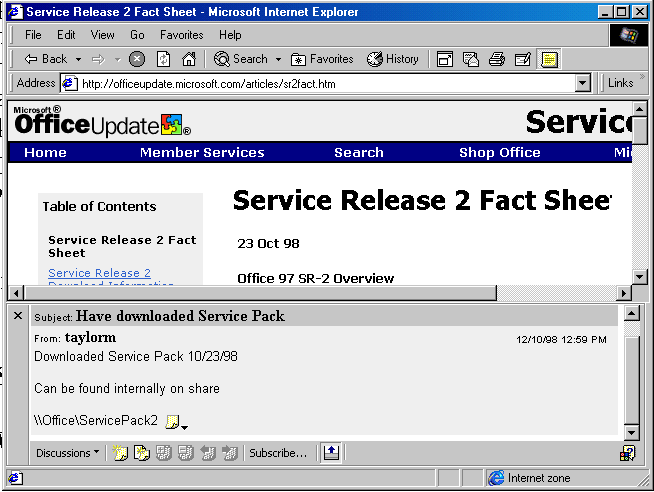 Service Release 2 Fact Sheet - Microsoft Internet Explorer
File Edit View Go Favorites Help
Back Search Favorites History
Address http://officeupdate.microsoft.com/articles/sr2fact.htm Links »
Microsoft®
OfficeUpdate ® Servic
Home Member Services Search Shop Office Mi
Table of Contents
Service Release 2 Fact
Sheet
Service Release 2
Download Information
Service Release 2 Fact Shee
23 Oct 98
Office 97 SR-2 Overview
Subject: Have downloaded Service Pack
From: taylorm 12/10/98 12:59 PM
Downloaded Service Pack 10/23/98
Can be found internally on share
\\Office\ServicePack2
Discussions Subscribe...
Internet zone